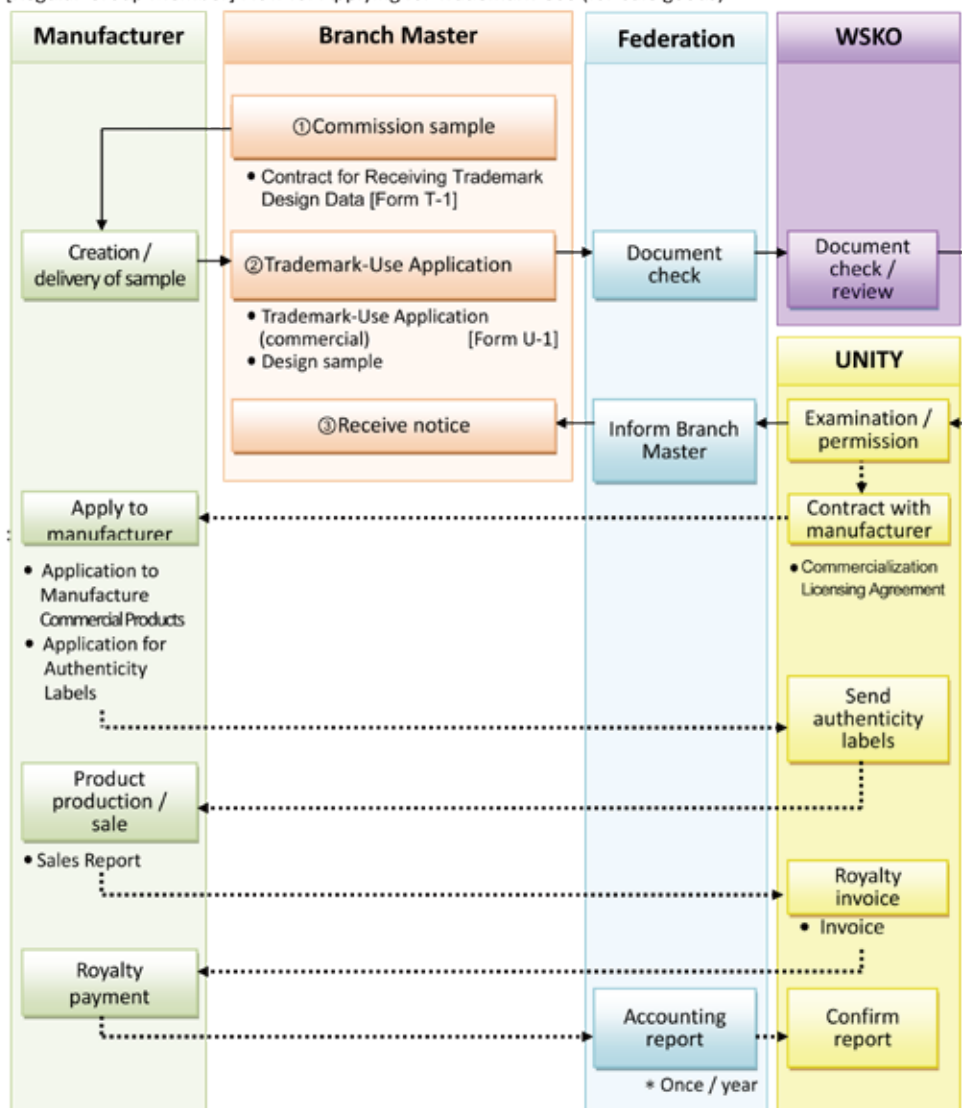 Manufacturer
Branch Master
Federation
WSKO
①Commission sample
● Contract for Receiving Trademark
Design Data [Form T-1]
Creation /
delivery of sample
②Trademark-Use Application
Document
check
Document
check /
review
● Trademark-Use Application
(commercial) [Form U-1]
● Design sample
UNITY
③Receive notice
Inform Branch
Master
Examination /
permission
Apply to
manufacturer
Contract with
manufacturer
:
● Application to
Manufacture
Commercial Products
● Application for
Authenticity
Labels
● Commercialization
Licensing Agreement
Send
authenticity
labels
Product
production /
sale
● Sales Report
Royalty
invoice
● Invoice
Royalty
payment
Accounting
report
Confirm
report
* Once / year